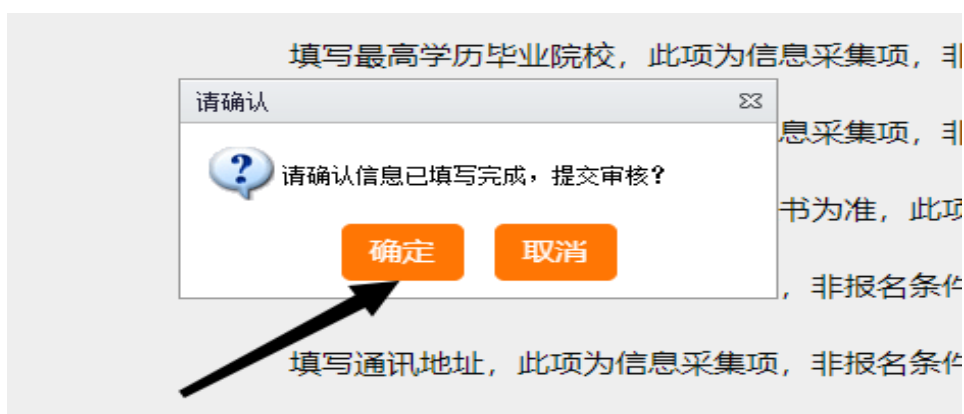 填写最高学历毕业院校，此项为信息采集项，
请确认
息采集项，
请确认信息已填写完成，提交审核?
书为准，此项
确定 取消
，非报名条件
填写通讯地址，此项为信息采集项，非报名条件